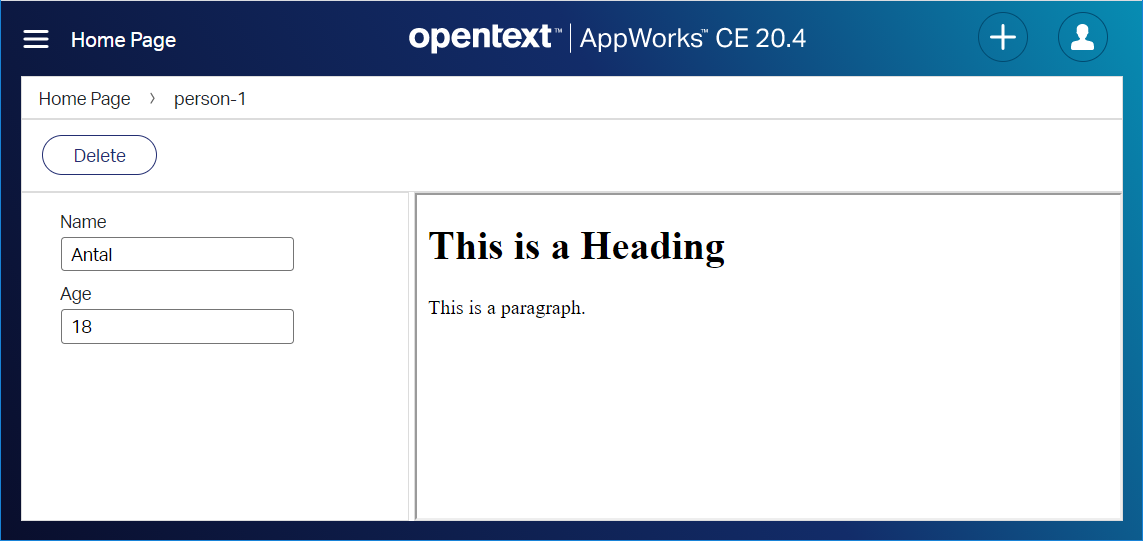 Home Page
opentext™ | AppWorks™ CE 20.4
Home Page › person-1
Delete
Name
Antal
Age
18
This is a Heading
This is a paragraph.